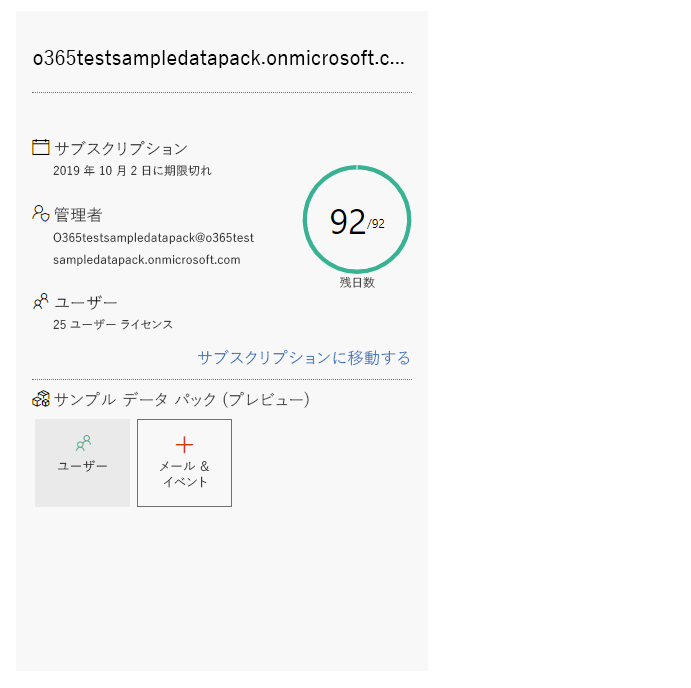 o365testsampledatapack.onmicrosoft.c...
サブスクリプション
2019 年 10 月 2 日に期限切れ
管理者
O365testsampledatapack@o365test
sampledatapack.onmicrosoft.com
92/92
残日数
ユーザー
25 ユーザー ライセンス
サブスクリプションに移動する
サンプル データ パック (プレビュー)
ユーザー
メール &
イベント